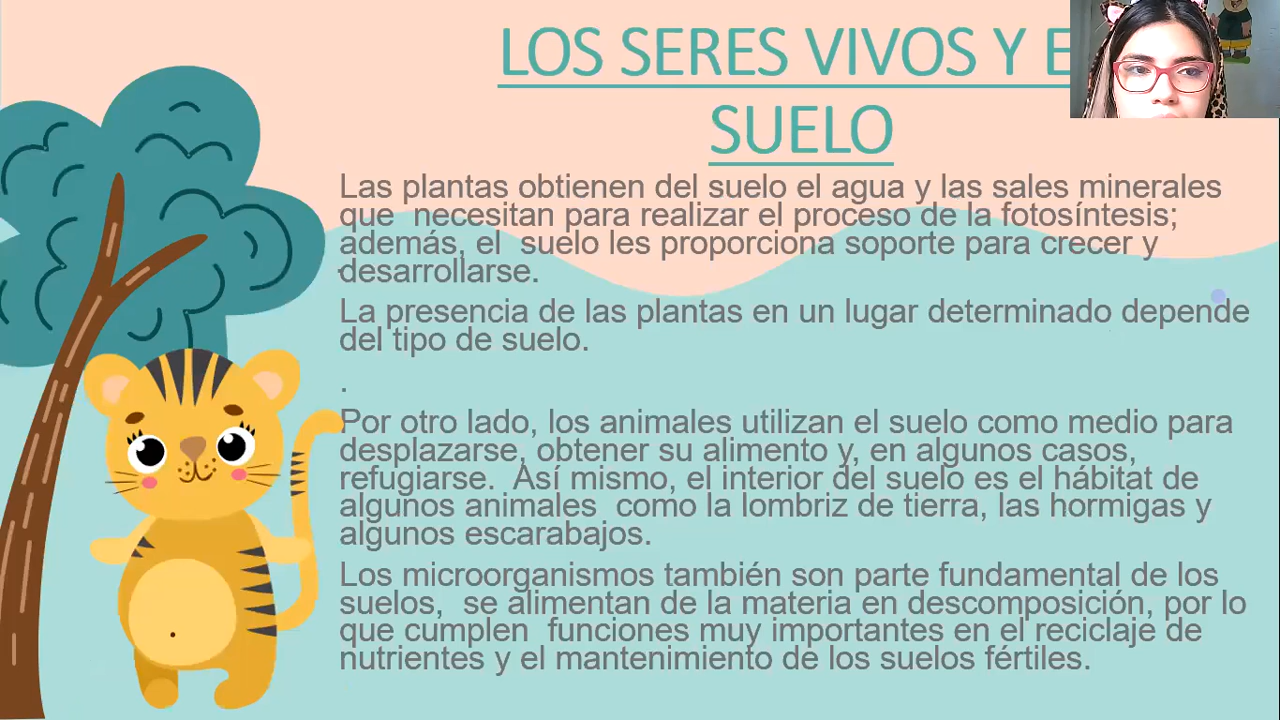 LOS SERES VIVOS Y E
SUELO
Las plantas obtienen del suelo el agua y las sales minerales
que necesitan para realizar el proceso de la fotosíntesis;
además, el suelo les proporciona soporte para crecer y
desarrollarse.
La presencia de las plantas en un lugar determinado depende
del tipo de suelo.
.
Por otro lado, los animales utilizan el suelo como medio para
desplazarse, obtener su alimento y, en algunos casos,
refugiarse. Así mismo, el interior del suelo es el hábitat de
algunos animales como la lombriz de tierra, las hormigas y
algunos escarabajos.
Los microorganismos también son parte fundamental de los
suelos, se alimentan de la materia en descomposición, por lo
que cumplen funciones muy importantes en el reciclaje de
nutrientes y el mantenimiento de los suelos fértiles.